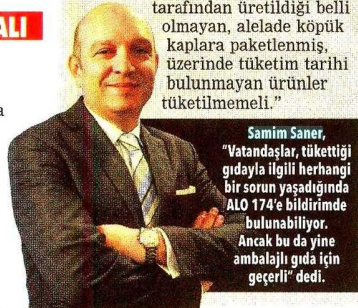 ALI
tarafından üretildiği belli
olmayan, alelade köpük
kaplara paketlenmiş,
üzerinde tüketim tarihi
bulunmayan ürünler
tüketilmemeli.”
a
Samim Saner,
"Vatandaşlar, tükettiği
gıdayla ilgili herhangi
bir sorun yaşadığında
ALO 174'e bildirimde
bulunabiliyor.
Ancak bu da yine
ambalajlı gıda için
geçerli" dedi.